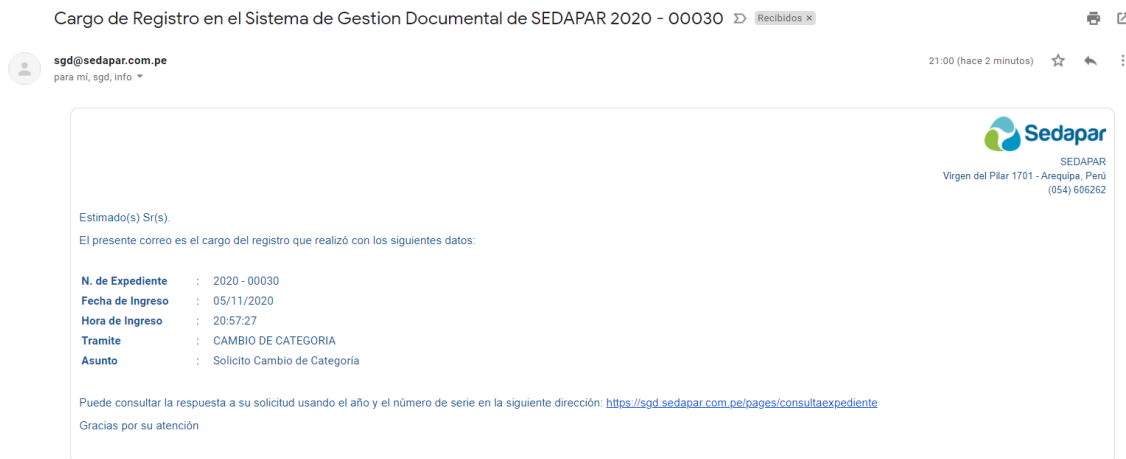 Cargo de Registro en el Sistema de Gestion Documental de SEDAPAR 2020 - 00030 Recibidos ×
sgd@sedapar.com.pe
21:00 (hace 2 minutos)
para mí, sgd, info
Sedapar
SEDAPAR
Virgen del Pilar 1701 - Arequipa, Perú
(054) 606262
Estimado(s) Sr(s).
El presente correo es el cargo del registro que realizó con los siguientes datos:
N. de Expediente : 2020 - 00030
Fecha de Ingreso : 05/11/2020
Hora de Ingreso : 20:57:27
Tramite : CAMBIO DE CATEGORIA
Asunto : Solicito Cambio de Categoría
Puede consultar la respuesta a su solicitud usando el año y el número de serie en la siguiente dirección: https://sgd.sedapar.com.pe/pages/consultaexpediente
Gracias por su atención